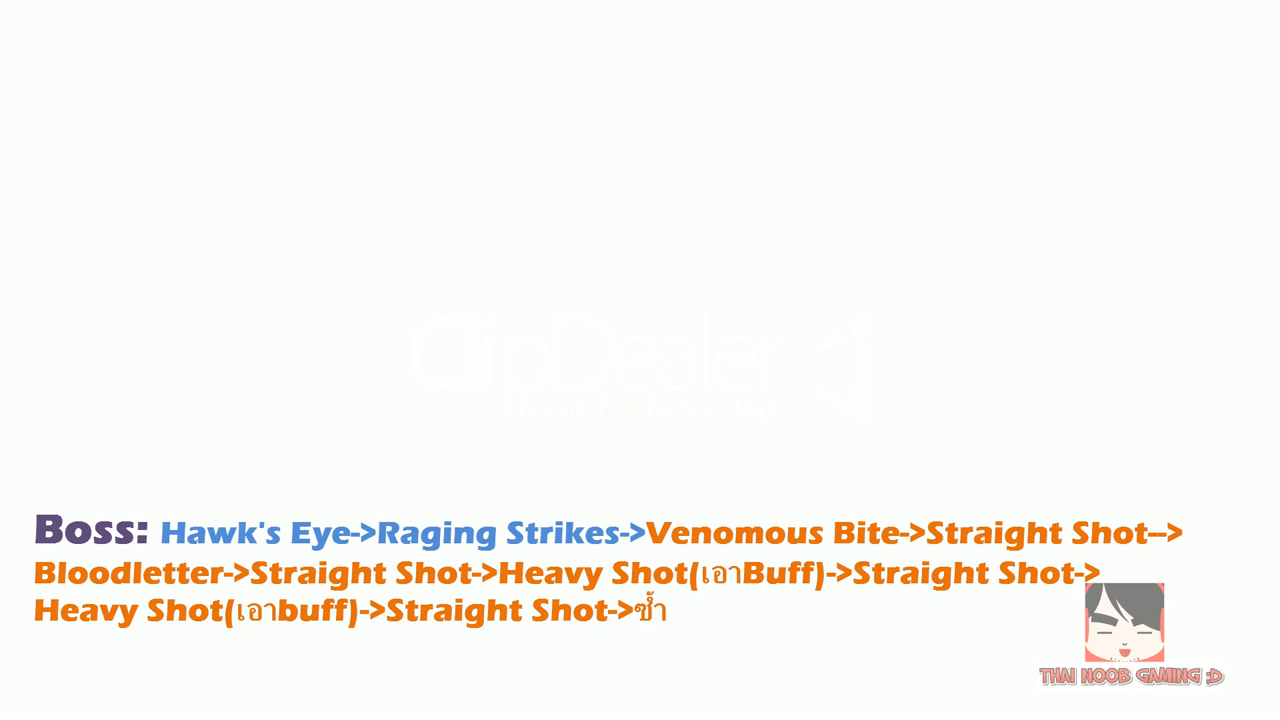 ClipDealer
Boss: Hawk's Eye->Raging Strikes->Venomous Bite->Straight Shot-->
Bloodletter->Straight Shot->Heavy Shot(เอาBuff)->Straight Shot->
Heavy Shot(เอาbuff)->Straight Shot->ซ้ำ
THAI NOOB GAMING :D